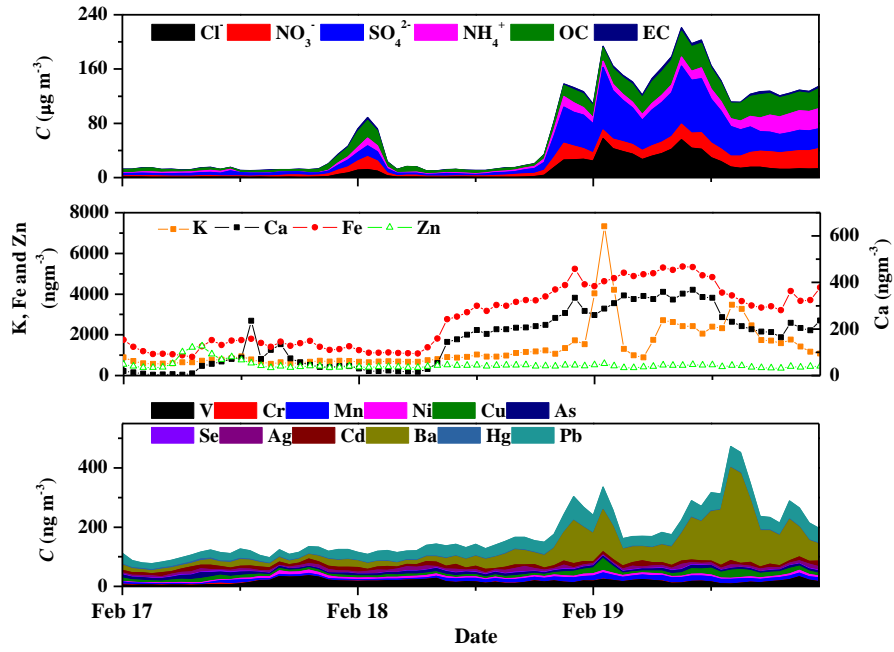 240
160
80
0
C (μg m⁻³)
Cl⁻ NO₃⁻ SO₄²⁻ NH₄⁺ OC EC
8000
6000
4000
2000
0
K, Fe and Zn
(ngm⁻³)
K Ca Fe Zn
600
400
200
0
Ca (ngm⁻³)
V Cr Mn Ni Cu As
Se Ag Cd Ba Hg Pb
400
200
0
C (ng m⁻³)
Feb 17 Feb 18 Feb 19
Date